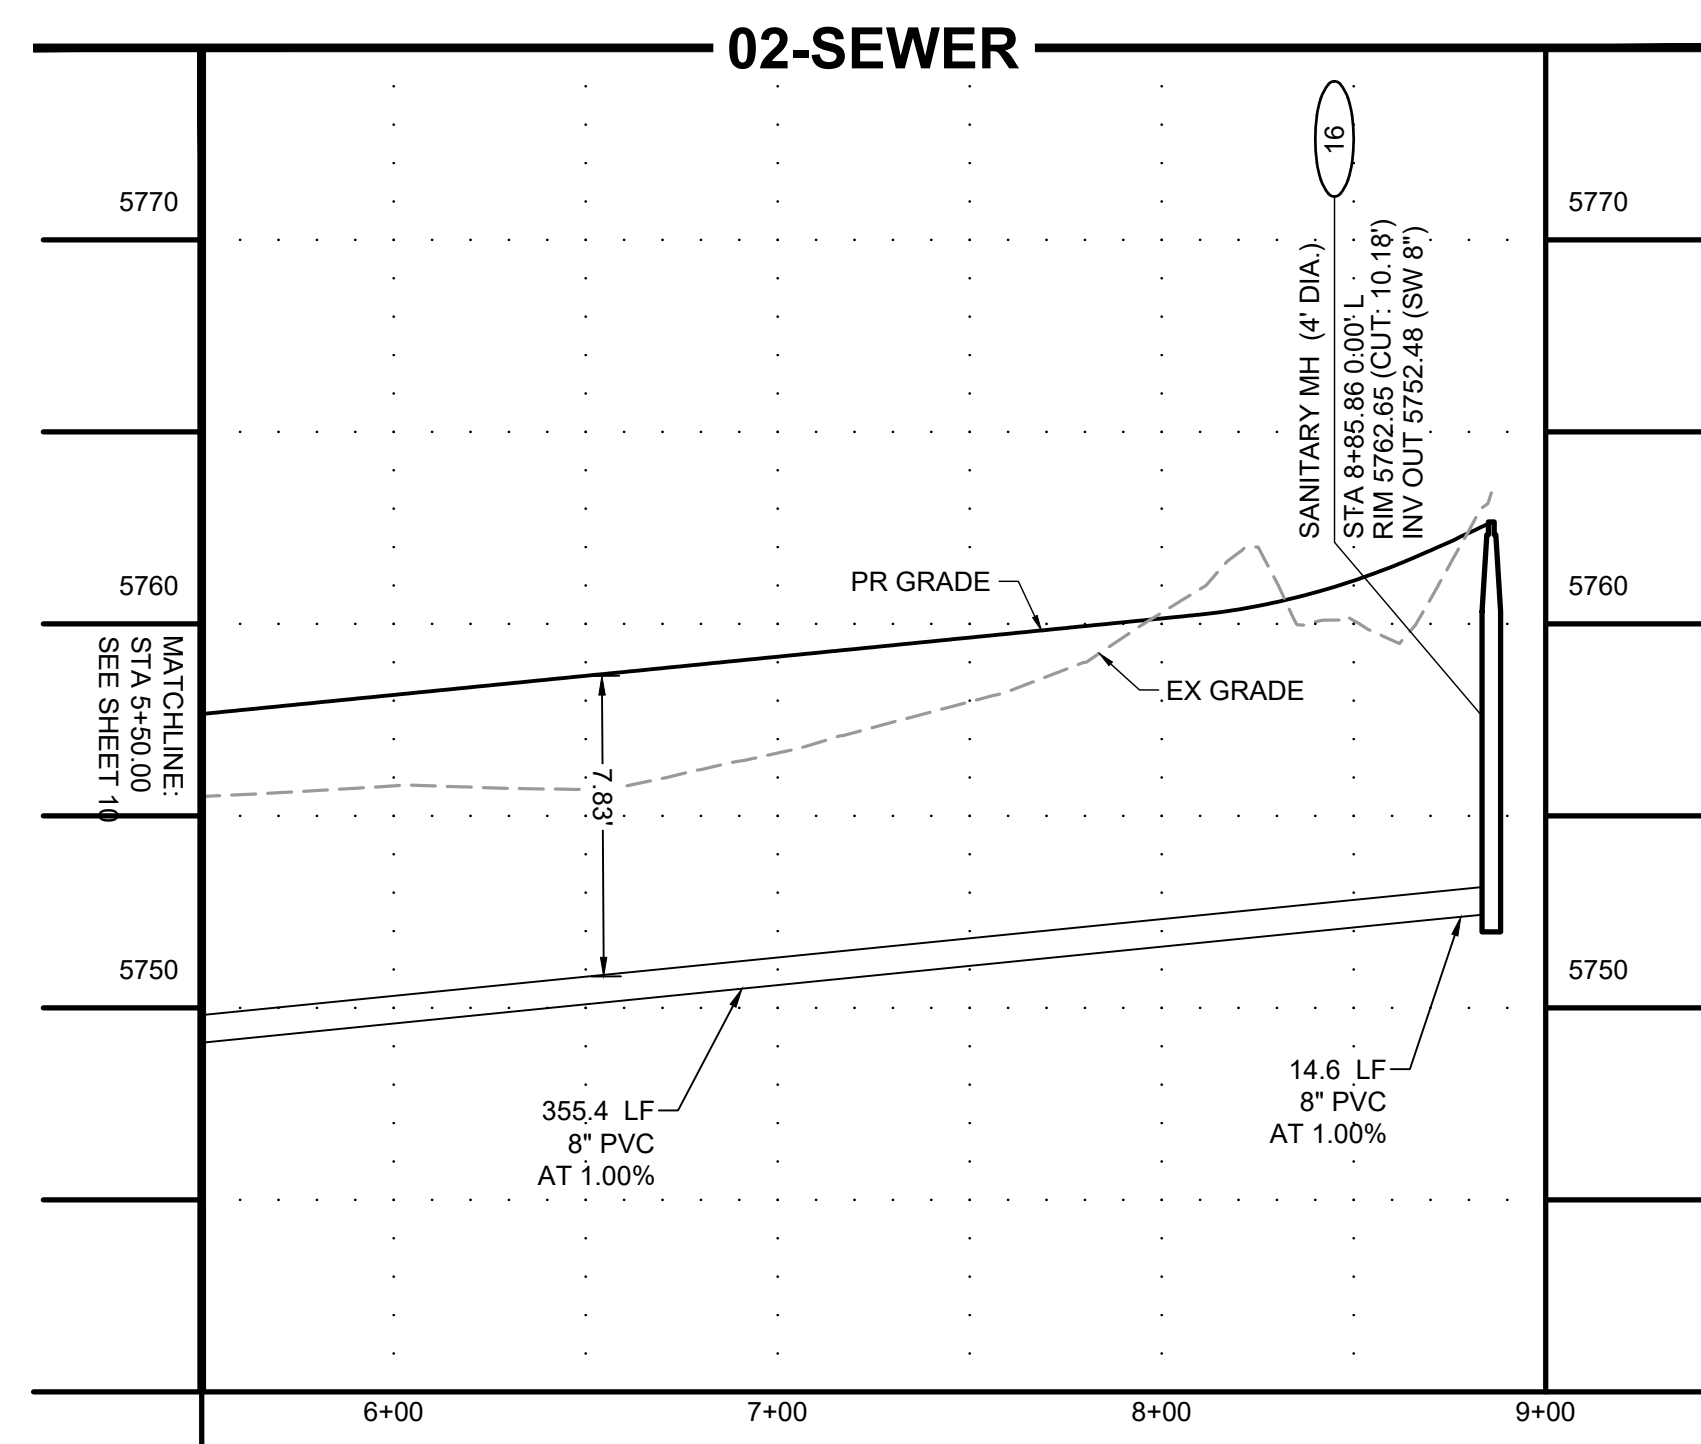 02-SEWER
16
SANITARY MH (4' DIA.)
STA 8+85.86 0.00' L
RIM 5762.65 (CUT: 10.18')
INV OUT 5752.48 (SW 8")
5770
5770
5760
5760
5750
5750
MATCHLINE:
STA 5+50.00
SEE SHEET 10
PR GRADE
EX GRADE
7.83'
355.4 LF
8" PVC
AT 1.00%
14.6 LF
8" PVC
AT 1.00%
6+00
7+00
8+00
9+00